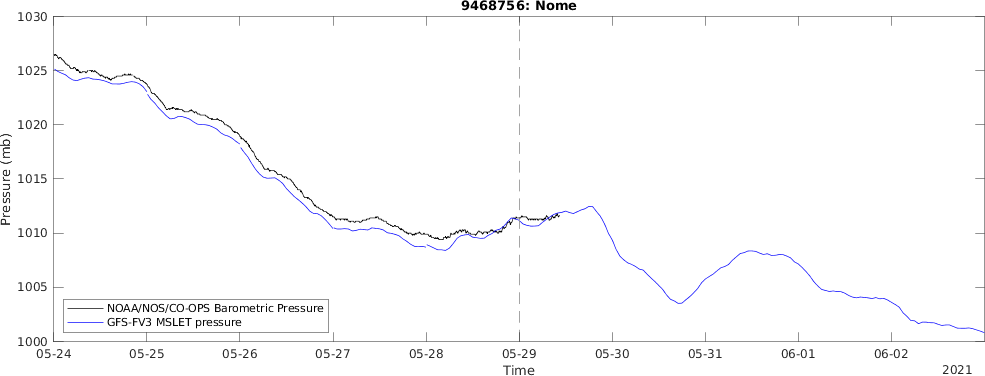 9468756: Nome
1030
1025
1020
1015
1010
1005
1000
Pressure (mb)
NOAA/NOS/CO-OPS Barometric Pressure
GFS-FV3 MSLET pressure
05-24 05-25 05-26 05-27 05-28 05-29 05-30 05-31 06-01 06-02
Time
2021